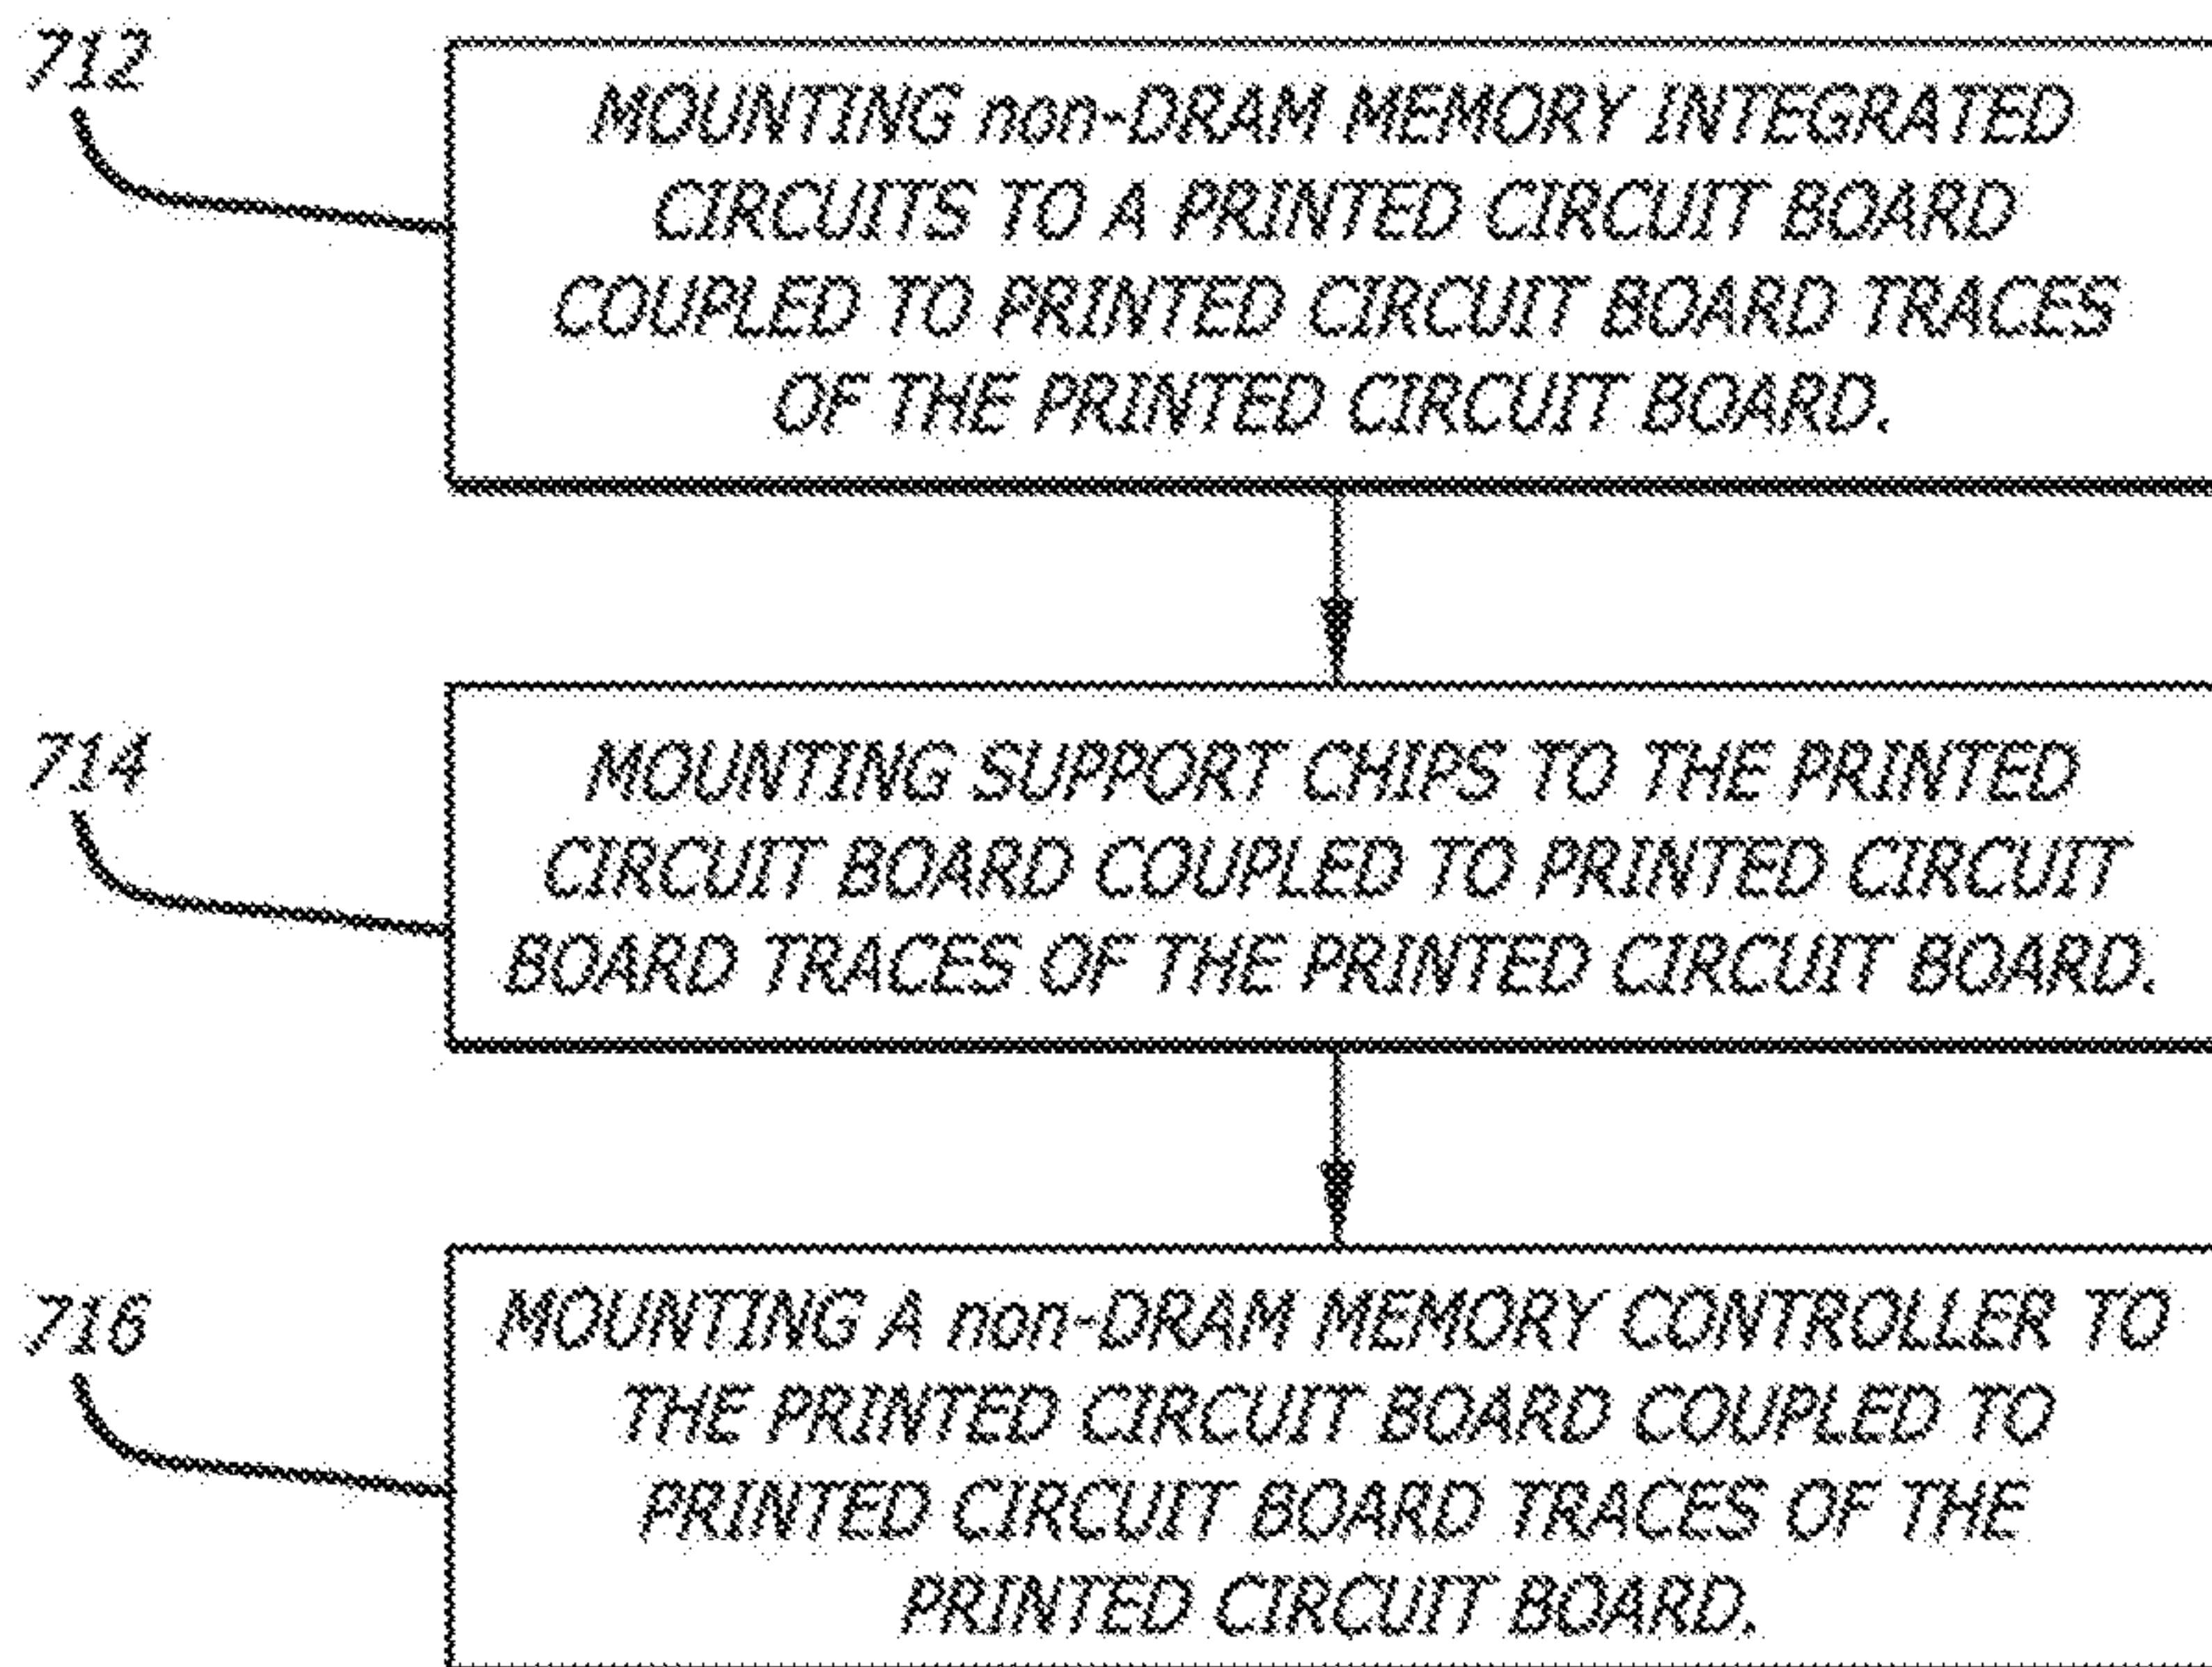 712
MOUNTING non-DRAM MEMORY INTEGRATED
CIRCUITS TO A PRINTED CIRCUIT BOARD
COUPLED TO PRINTED CIRCUIT BOARD TRACES
OF THE PRINTED CIRCUIT BOARD.
714
MOUNTING SUPPORT CHIPS TO THE PRINTED
CIRCUIT BOARD COUPLED TO PRINTED CIRCUIT
BOARD TRACES OF THE PRINTED CIRCUIT BOARD.
716
MOUNTING A non-DRAM MEMORY CONTROLLER TO
THE PRINTED CIRCUIT BOARD COUPLED TO
PRINTED CIRCUIT BOARD TRACES OF THE
PRINTED CIRCUIT BOARD.